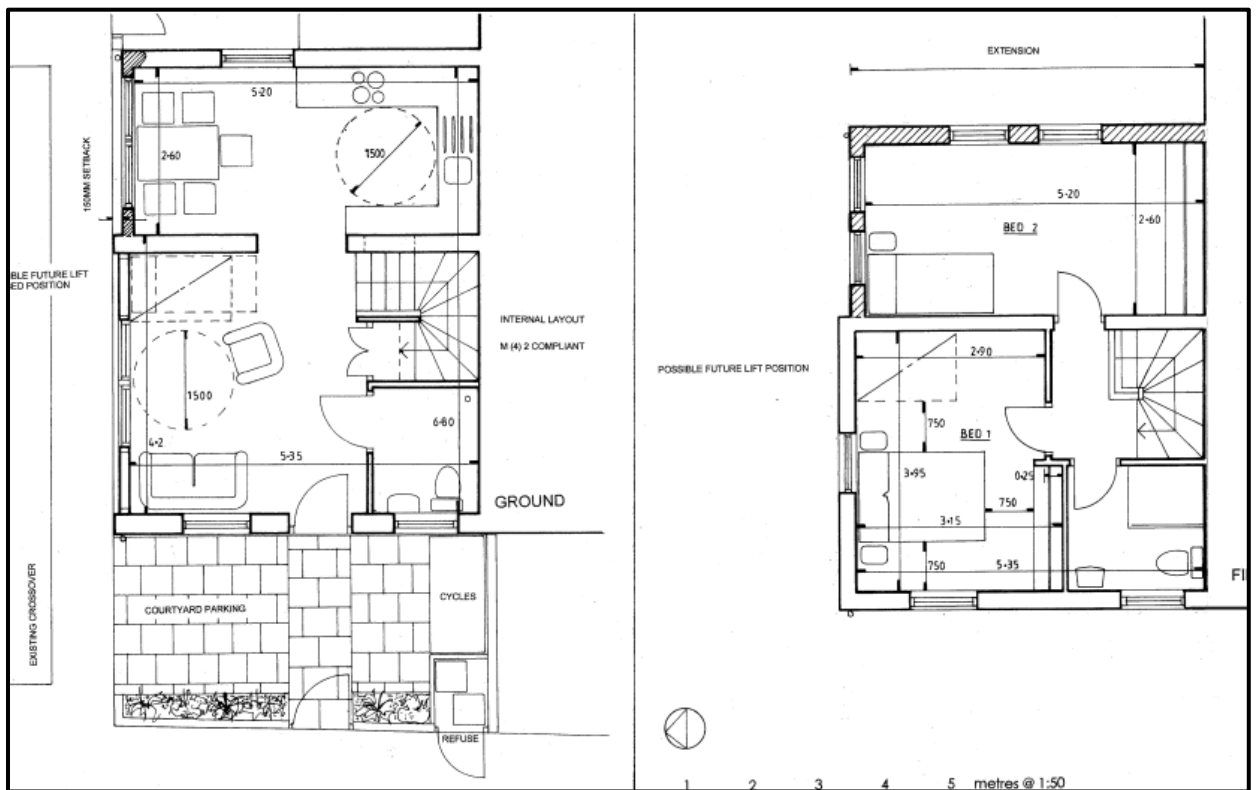 EXTENSION
5-20
150MM SETBACK
2-60
1500
5-20
BED 2
2-60
BLE FUTURE LIFT
ED POSITION
INTERNAL LAYOUT
M (4) 2 COMPLIANT
POSSIBLE FUTURE LIFT POSITION
2-90
750
BED 1
1500
6-80
4-2
5-35
3-95
0-25
750
3-15
GROUND
750
5-35
FI
EXISTING CROSSOVER
COURTYARD PARKING
CYCLES
REFUSE
1 2 3 4 5 metres @ 1:50